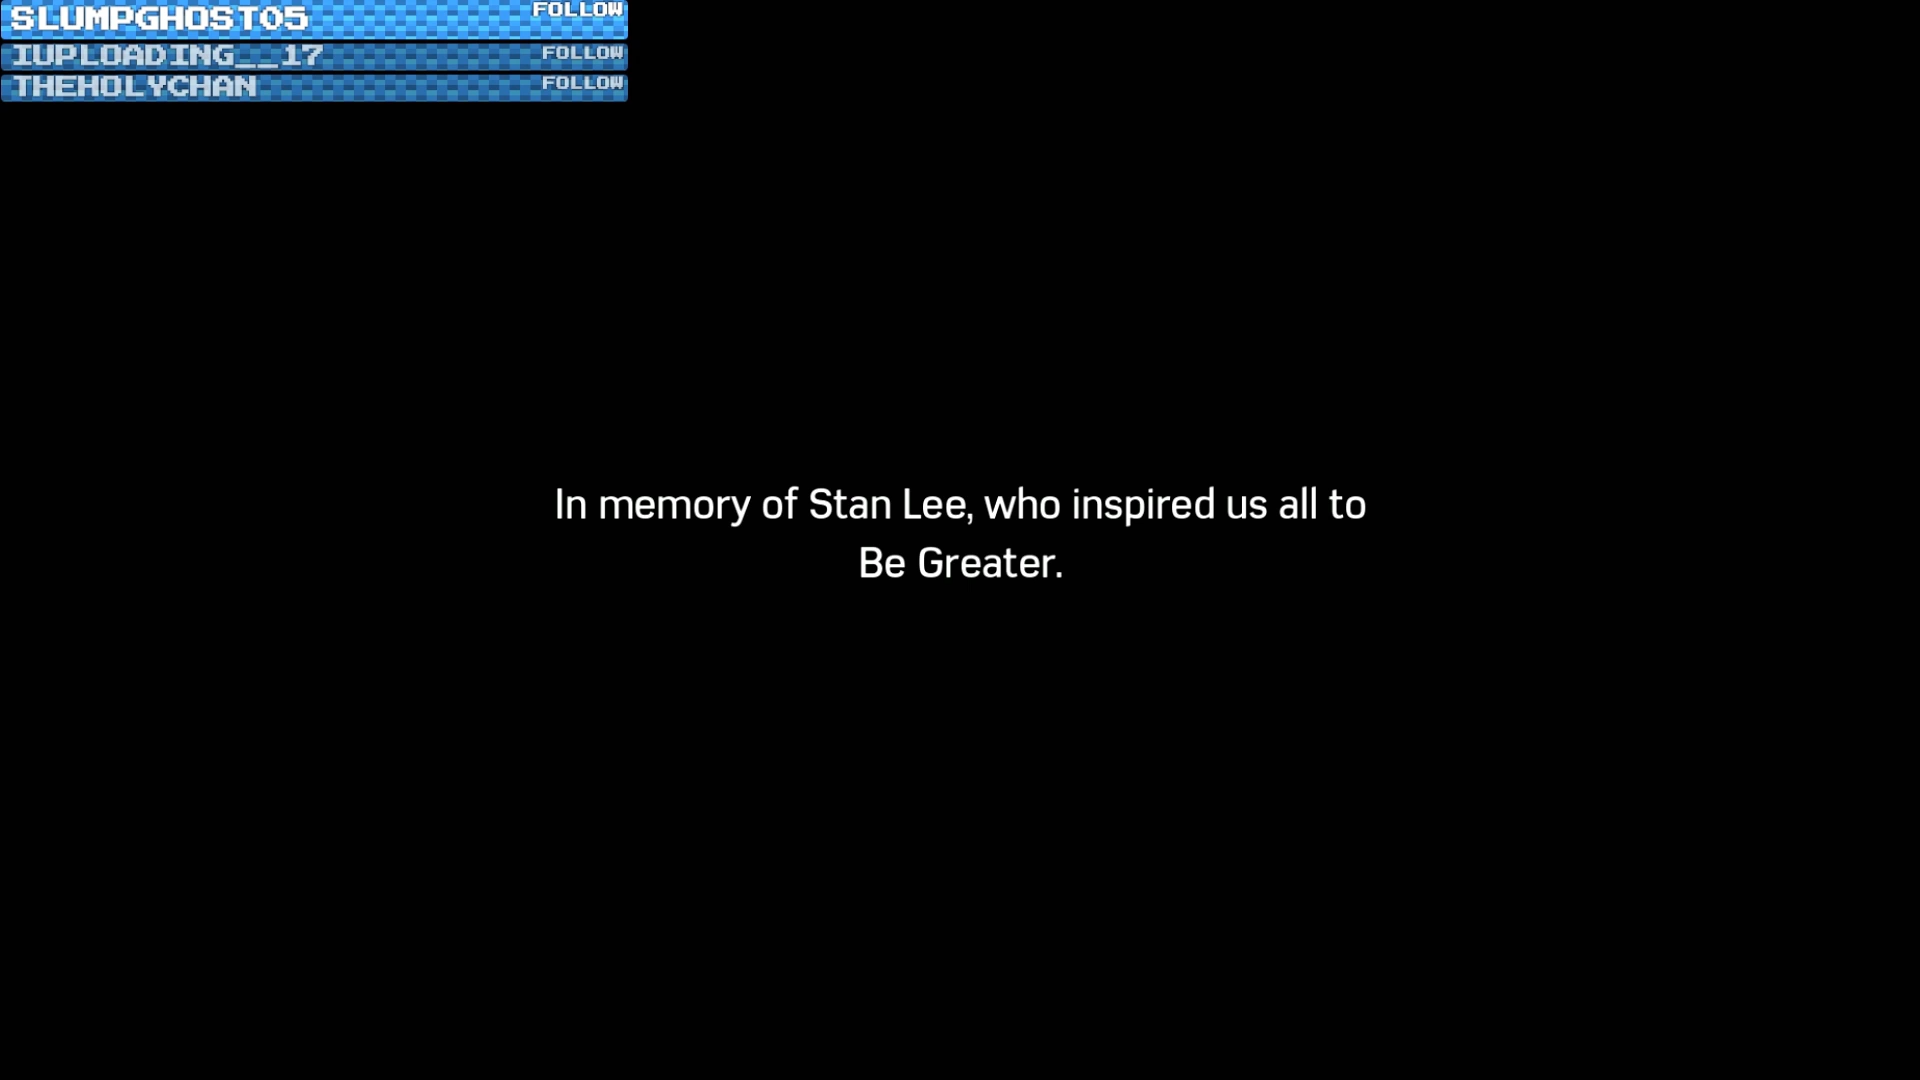 SLUMPGHOST05 FOLLOW
IUPLOADING__17 FOLLOW
THEHOLYCHAN FOLLOW
In memory of Stan Lee, who inspired us all to
Be Greater.